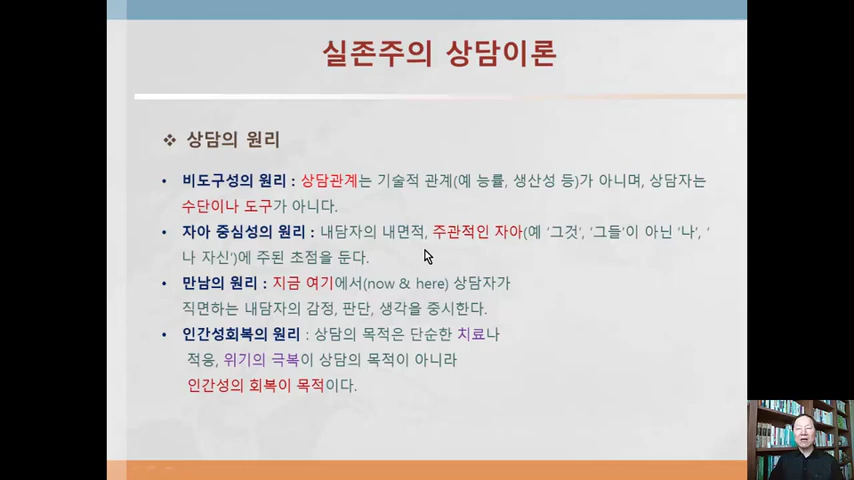 실존주의 상담이론
❖ 상담의 원리
• 비도구성의 원리 : 상담관계는 기술적 관계(예 능률, 생산성 등)가 아니며, 상담자는
수단이나 도구가 아니다.
• 자아 중심성의 원리 : 내담자의 내면적, 주관적인 자아(예 ‘그것’, ‘그들’이 아닌 ‘나’, ‘
나 자신’)에 주된 초점을 둔다.
• 만남의 원리 : 지금 여기에서(now & here) 상담자가
직면하는 내담자의 감정, 판단, 생각을 중시한다.
• 인간성회복의 원리 : 상담의 목적은 단순한 치료나
적응, 위기의 극복이 상담의 목적이 아니라
인간성의 회복이 목적이다.